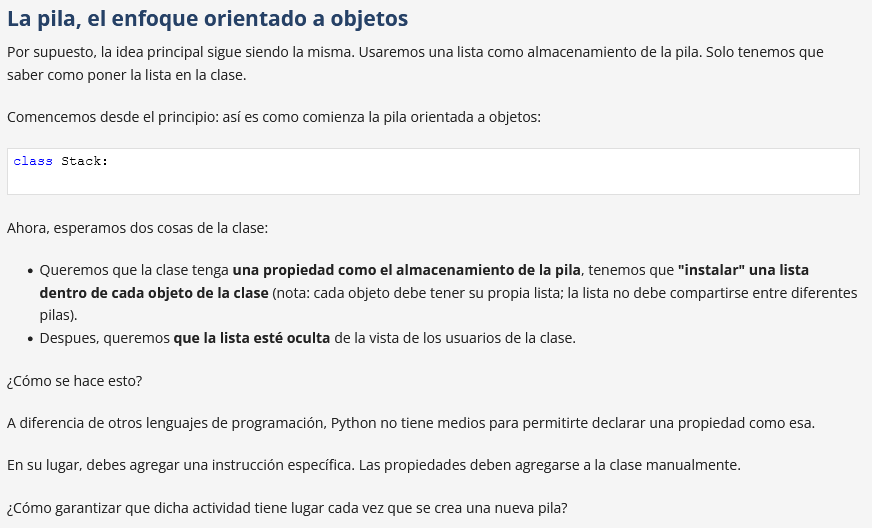 La pila, el enfoque orientado a objetos
Por supuesto, la idea principal sigue siendo la misma. Usaremos una lista como almacenamiento de la pila. Solo tenemos que
saber como poner la lista en la clase.
Comencemos desde el principio: así es como comienza la pila orientada a objetos:
class Stack:
Ahora, esperamos dos cosas de la clase:
• Queremos que la clase tenga una propiedad como el almacenamiento de la pila, tenemos que "instalar" una lista
dentro de cada objeto de la clase (nota: cada objeto debe tener su propia lista; la lista no debe compartirse entre diferentes
pilas).
• Despues, queremos que la lista esté oculta de la vista de los usuarios de la clase.
¿Cómo se hace esto?
A diferencia de otros lenguajes de programación, Python no tiene medios para permitirte declarar una propiedad como esa.
En su lugar, debes agregar una instrucción específica. Las propiedades deben agregarse a la clase manualmente.
¿Cómo garantizar que dicha actividad tiene lugar cada vez que se crea una nueva pila?